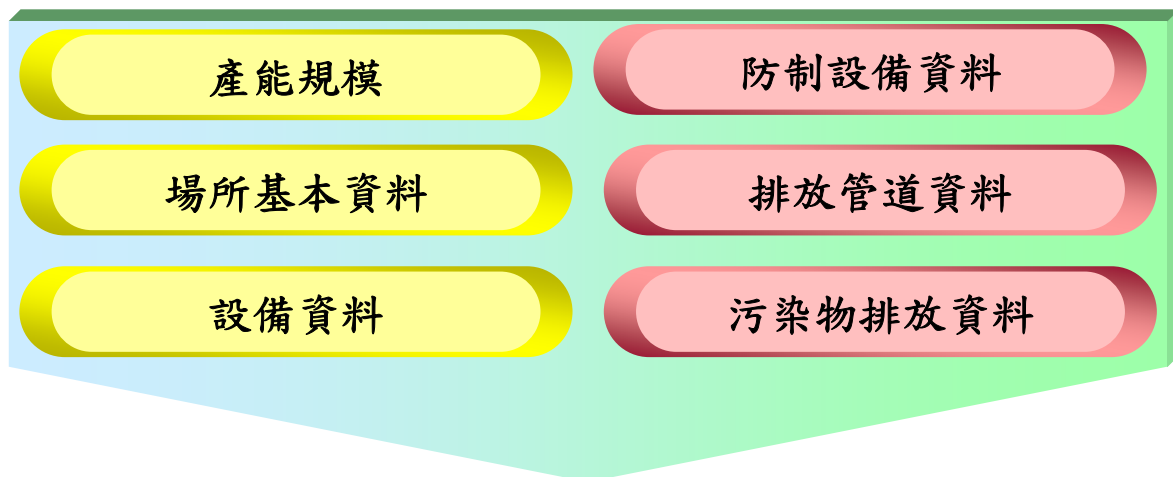 產能規模
防制設備資料
場所基本資料
排放管道資料
設備資料
污染物排放資料